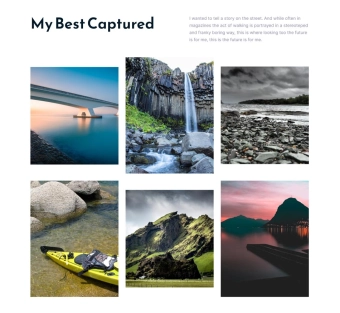 My Best Captured
I wanted to tell a story on the street. And while often in
magazines the act of walking is portrayed in a stereotyped
and funky boring way, this is where looking too the future
is for me, this is the future is for me.